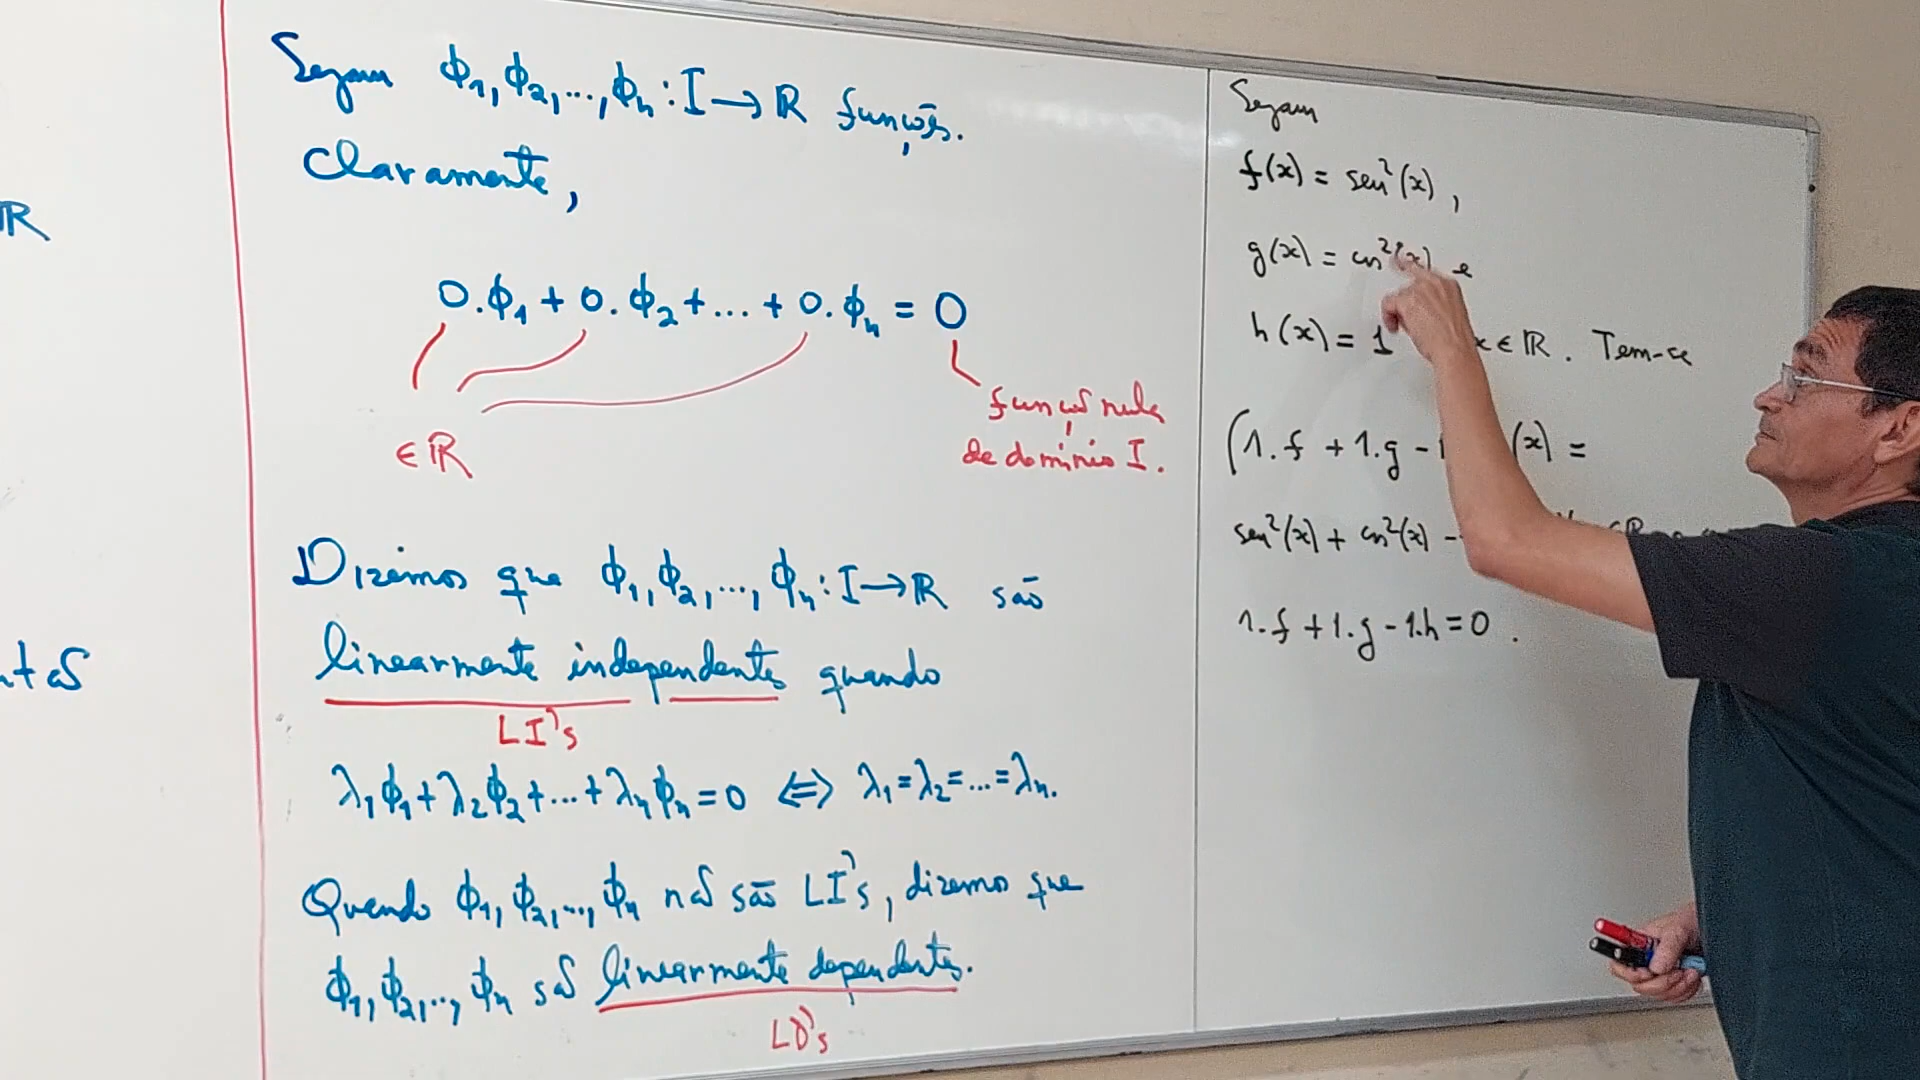 ℝ
ntaõ
Sejam ϕ₁, ϕ₂, ..., ϕₙ : I → ℝ funções.
Claramente,
0.ϕ₁ + 0.ϕ₂ + ... + 0.ϕₙ = 0
∈ ℝ
função nula
de domínio I.
Dizemos que ϕ₁, ϕ₂, ..., ϕₙ : I → ℝ são
linearmente independentes quando
LI's
λ₁ϕ₁ + λ₂ϕ₂ + ... + λₙϕₙ = 0 ⟺ λ₁ = λ₂ = ... = λₙ.
Quando ϕ₁, ϕ₂, ..., ϕₙ não são LI's, dizemos que
ϕ₁, ϕ₂, ..., ϕₙ são linearmente dependentes.
LD's
Sejam
f(x) = sen²(x),
g(x) = cos²(x) e
h(x) = 1 x ∈ ℝ. Tem-se
(1.f + 1.g - 1 (x) =
sen²(x) + cos²(x) -
1.f + 1.g - 1.h = 0.